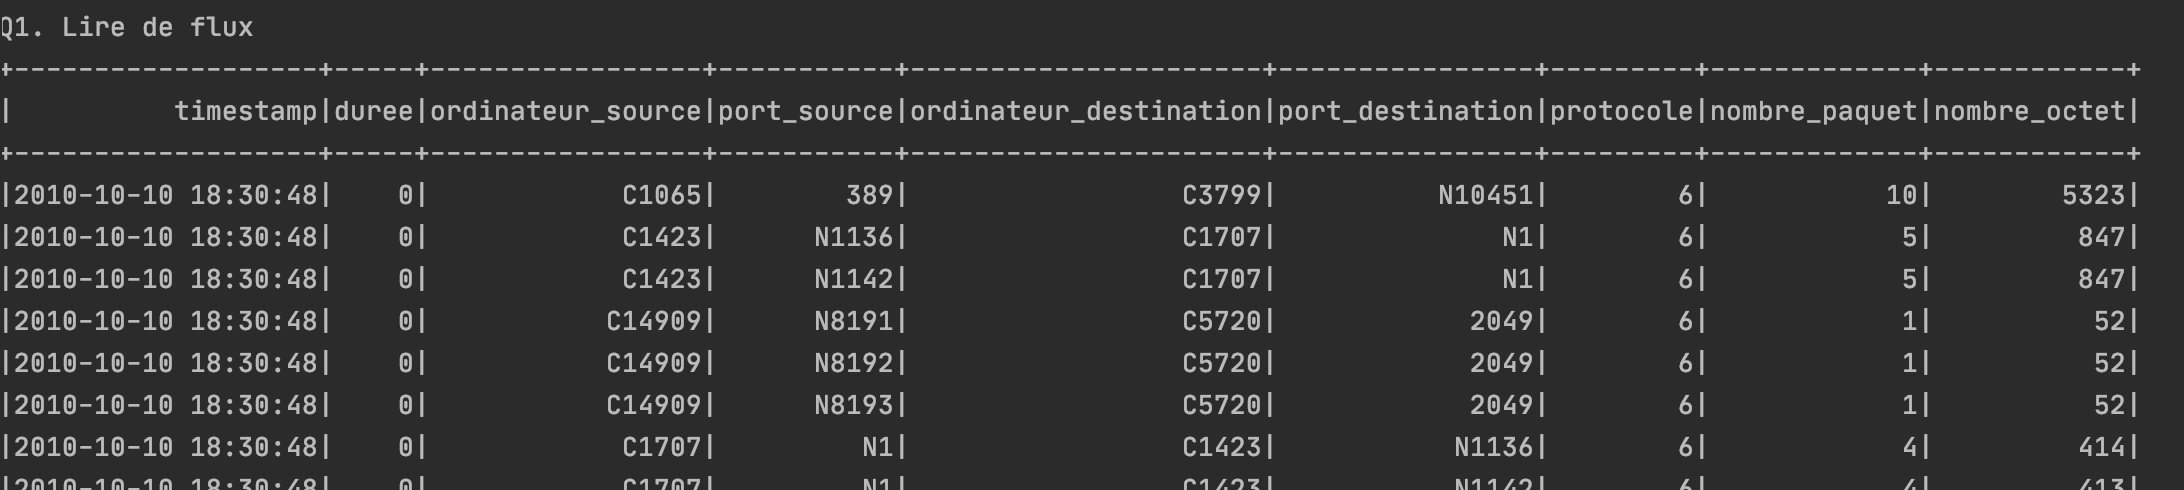 Q1. Lire de flux
+-------------------+-----+-----------------+-----------+----------------------+----------------+---------+-------------+------------+
|          timestamp|duree|ordinateur_source|port_source|ordinateur_destination|port_destination|protocole|nombre_paquet|nombre_octet|
+-------------------+-----+-----------------+-----------+----------------------+----------------+---------+-------------+------------+
|2010-10-10 18:30:48|    0|            C1065|        389|                 C3799|          N10451|        6|           10|        5323|
|2010-10-10 18:30:48|    0|            C1423|      N1136|                 C1707|              N1|        6|            5|         847|
|2010-10-10 18:30:48|    0|            C1423|      N1142|                 C1707|              N1|        6|            5|         847|
|2010-10-10 18:30:48|    0|           C14909|      N8191|                 C5720|            2049|        6|            1|          52|
|2010-10-10 18:30:48|    0|           C14909|      N8192|                 C5720|            2049|        6|            1|          52|
|2010-10-10 18:30:48|    0|           C14909|      N8193|                 C5720|            2049|        6|            1|          52|
|2010-10-10 18:30:48|    0|            C1707|         N1|                 C1423|           N1136|        6|            4|         414|
|2010-10-10 18:30:48|    0|            C1707|         N1|                 C1423|           N1142|        6|            4|         413|